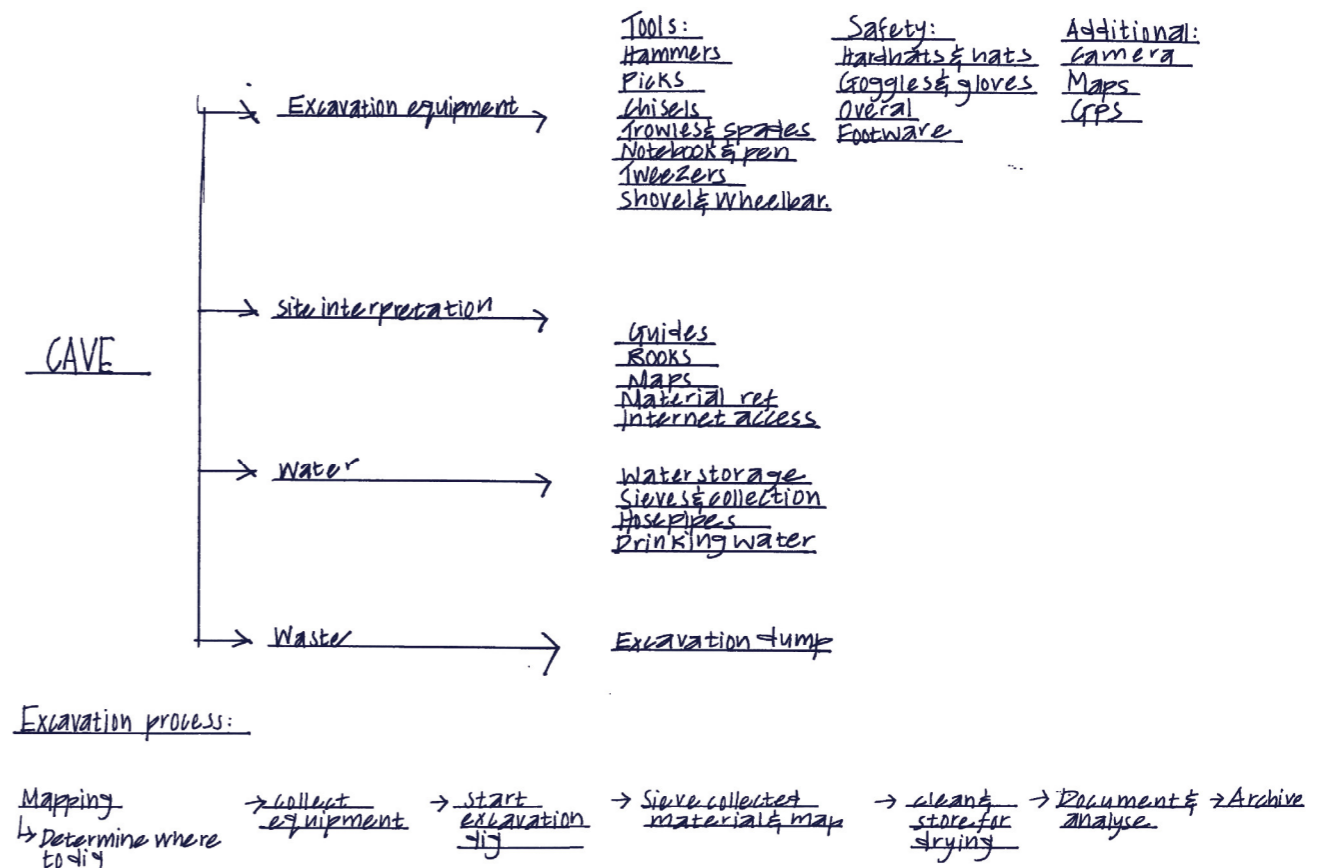 Tools:
Hammers
Picks
Chisels
Trowles & spades
Notebook & pen
Tweezers
Shovel & Wheelbar.
Safety:
Hardhats & hats
Goggles & gloves
Overal
Footware
Additional:
Camera
Maps
GPS
Excavation equipment
CAVE
Site interpretation
Guides
Books
Maps
Material ref
Internet access
Water
Water storage
Sieves & collection
Hosepipes
Drinking water
Waste
Excavation dump
Excavation process:
Mapping
↳ Determine where
to dig
→ collect
equipment
→ start
excavation
dig
→ Sieve collected
material & map
→ clean &
store for
drying
→ Document &
analyse
→ Archive